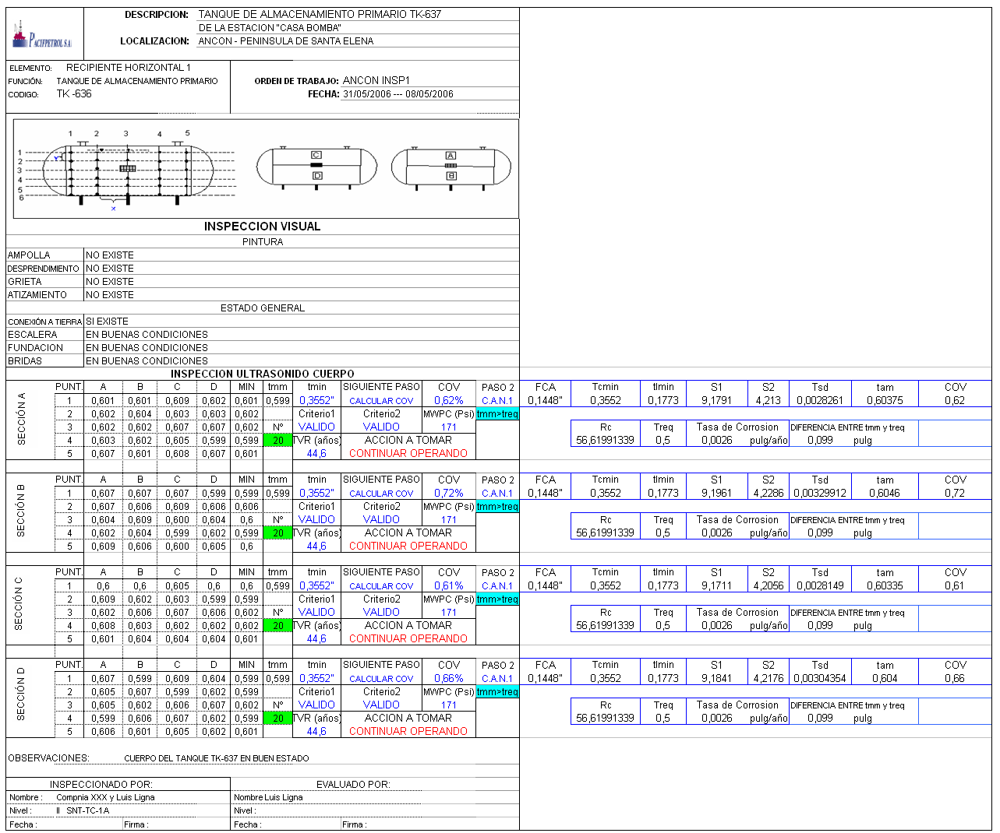 PACIFPETROL S.A.
DESCRIPCION: TANQUE DE ALMACENAMIENTO PRIMARIO TK-637
DE LA ESTACION "CASA BOMBA"
LOCALIZACION: ANCON - PENINSULA DE SANTA ELENA
ELEMENTO: RECIPIENTE HORIZONTAL 1
FUNCIÓN: TANQUE DE ALMACENAMIENTO PRIMARIO
CODIGO: TK -636
ORDEN DE TRABAJO: ANCON INSP1
FECHA: 31/05/2006 --- 08/05/2006
1 2 3 4 5
1
2
3
4
5
6
Y
X
C
D
A
B
INSPECCION VISUAL
PINTURA
AMPOLLA NO EXISTE
DESPRENDIMIENTO NO EXISTE
GRIETA NO EXISTE
ATIZAMIENTO NO EXISTE
ESTADO GENERAL
CONEXIÓN A TIERRA SI EXISTE
ESCALERA EN BUENAS CONDICIONES
FUNDACION EN BUENAS CONDICIONES
BRIDAS EN BUENAS CONDICIONES
INSPECCION ULTRASONIDO CUERPO
SECCIÓN A
PUNT. A B C D MIN tmm tmin SIGUIENTE PASO COV PASO 2 FCA Tcmin tlmin S1 S2 Tsd tam COV
1 0,601 0,601 0,609 0,602 0,601 0,599 0,3552" CALCULAR COV 0,62% C.A.N.1 0,1448" 0,3552 0,1773 9,1791 4,213 0,0028261 0,60375 0,62
2 0,602 0,604 0,603 0,603 0,602 Criterio1 Criterio2 MWPC (Psi) tmm>treq
3 0,602 0,602 0,607 0,607 0,602 Nº VALIDO VALIDO 171 Rc Treq Tasa de Corrosion DIFERENCIA ENTRE tmm y treq
4 0,603 0,602 0,605 0,599 0,599 20 TVR (años) ACCION A TOMAR 56,61991339 0,5 0,0026 pulg/año 0,099 pulg
5 0,607 0,601 0,608 0,607 0,601 44,6 CONTINUAR OPERANDO
SECCIÓN B
PUNT. A B C D MIN tmm tmin SIGUIENTE PASO COV PASO 2 FCA Tcmin tlmin S1 S2 Tsd tam COV
1 0,607 0,607 0,607 0,599 0,599 0,599 0,3552" CALCULAR COV 0,72% C.A.N.1 0,1448" 0,3552 0,1773 9,1961 4,2286 0,00329912 0,6046 0,72
2 0,607 0,606 0,609 0,606 0,606 Criterio1 Criterio2 MWPC (Psi) tmm>treq
3 0,604 0,609 0,600 0,604 0,6 Nº VALIDO VALIDO 171 Rc Treq Tasa de Corrosion DIFERENCIA ENTRE tmm y treq
4 0,602 0,604 0,599 0,602 0,599 20 TVR (años) ACCION A TOMAR 56,61991339 0,5 0,0026 pulg/año 0,099 pulg
5 0,609 0,606 0,600 0,605 0,6 44,6 CONTINUAR OPERANDO
SECCIÓN C
PUNT. A B C D MIN tmm tmin SIGUIENTE PASO COV PASO 2 FCA Tcmin tlmin S1 S2 Tsd tam COV
1 0,6 0,6 0,605 0,6 0,6 0,599 0,3552" CALCULAR COV 0,61% C.A.N.1 0,1448" 0,3552 0,1773 9,1711 4,2056 0,0028149 0,60335 0,61
2 0,609 0,602 0,603 0,599 0,599 Criterio1 Criterio2 MWPC (Psi) tmm>treq
3 0,602 0,606 0,607 0,606 0,602 Nº VALIDO VALIDO 171 Rc Treq Tasa de Corrosion DIFERENCIA ENTRE tmm y treq
4 0,608 0,603 0,602 0,602 0,602 20 TVR (años) ACCION A TOMAR 56,61991339 0,5 0,0026 pulg/año 0,099 pulg
5 0,601 0,604 0,604 0,604 0,601 44,6 CONTINUAR OPERANDO
SECCIÓN D
PUNT. A B C D MIN tmm tmin SIGUIENTE PASO COV PASO 2 FCA Tcmin tlmin S1 S2 Tsd tam COV
1 0,607 0,599 0,609 0,604 0,599 0,599 0,3552" CALCULAR COV 0,66% C.A.N.1 0,1448" 0,3552 0,1773 9,1841 4,2176 0,00304354 0,604 0,66
2 0,605 0,607 0,599 0,602 0,599 Criterio1 Criterio2 MWPC (Psi) tmm>treq
3 0,605 0,602 0,606 0,607 0,602 Nº VALIDO VALIDO 171 Rc Treq Tasa de Corrosion DIFERENCIA ENTRE tmm y treq
4 0,599 0,606 0,607 0,602 0,599 20 TVR (años) ACCION A TOMAR 56,61991339 0,5 0,0026 pulg/año 0,099 pulg
5 0,606 0,601 0,605 0,602 0,601 44,6 CONTINUAR OPERANDO
OBSERVACIONES: CUERPO DEL TANQUE TK-637 EN BUEN ESTADO
INSPECCIONADO POR: EVALUADO POR:
Nombre : Compnia XXX y Luis Ligna Nombre Luis Ligna
Nivel : II SNT-TC-1A Nivel :
Fecha : Firma : Fecha : Firma :